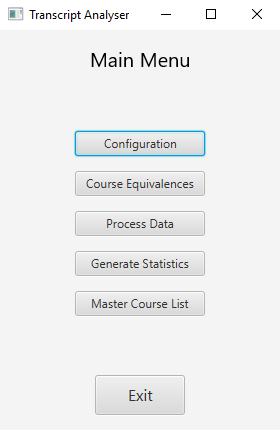 Transcript Analyser
Main Menu
Configuration
Course Equivalences
Process Data
Generate Statistics
Master Course List
Exit